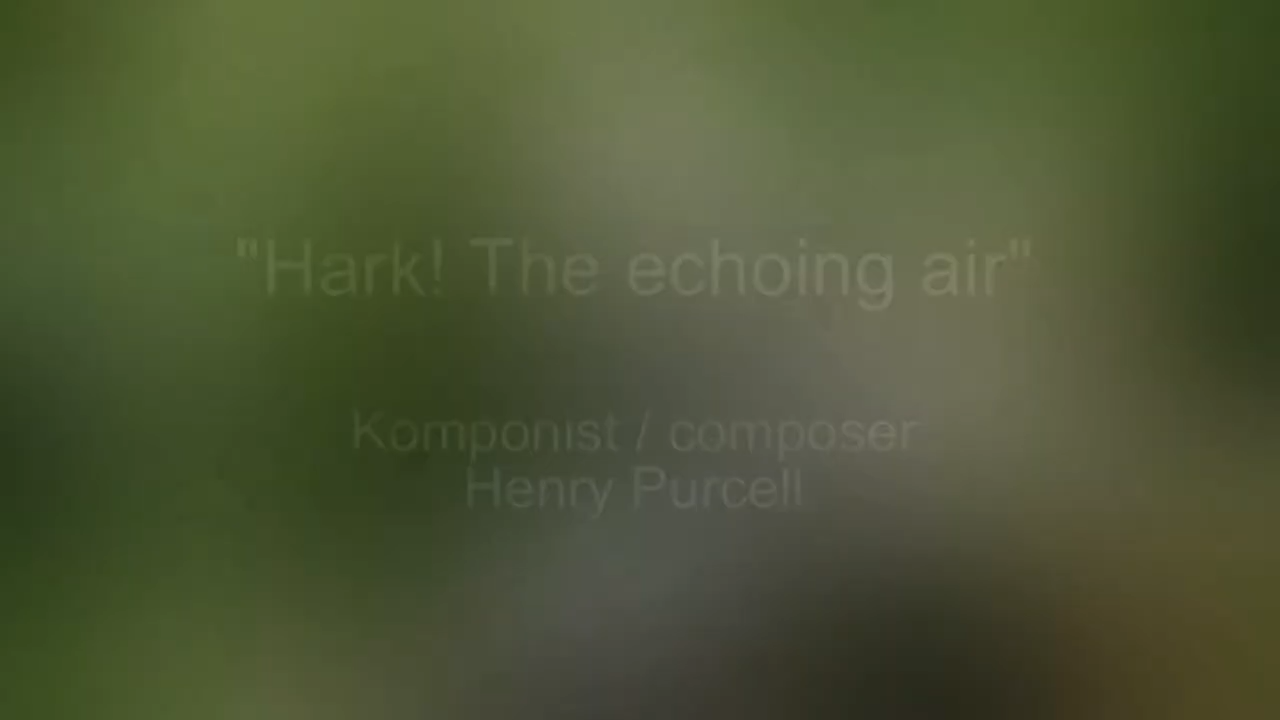 "Hark! The echoing air"
Komponist / composer
Henry Purcell